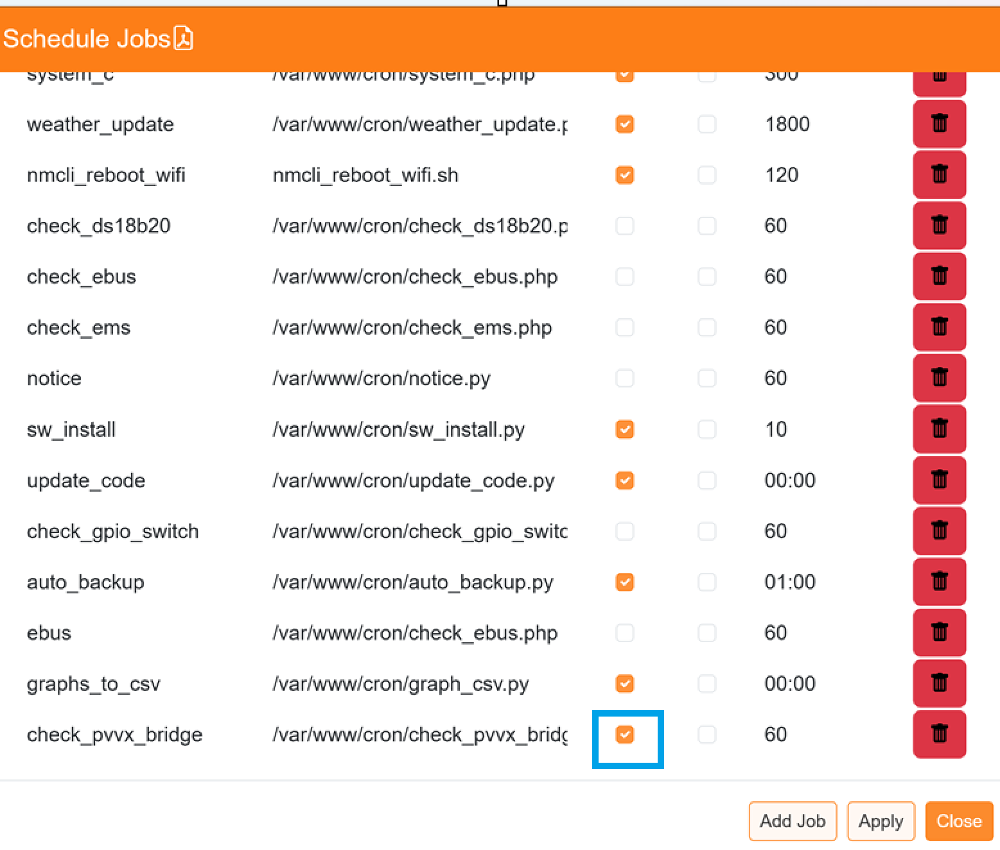 Schedule Jobs
system_c /var/www/cron/system_c.php 300
weather_update /var/www/cron/weather_update.p 1800
nmcli_reboot_wifi nmcli_reboot_wifi.sh 120
check_ds18b20 /var/www/cron/check_ds18b20.p 60
check_ebus /var/www/cron/check_ebus.php 60
check_ems /var/www/cron/check_ems.php 60
notice /var/www/cron/notice.py 60
sw_install /var/www/cron/sw_install.py 10
update_code /var/www/cron/update_code.py 00:00
check_gpio_switch /var/www/cron/check_gpio_switc 60
auto_backup /var/www/cron/auto_backup.py 01:00
ebus /var/www/cron/check_ebus.php 60
graphs_to_csv /var/www/cron/graph_csv.py 00:00
check_pvvx_bridge /var/www/cron/check_pvvx_bridg 60
Add Job Apply Close